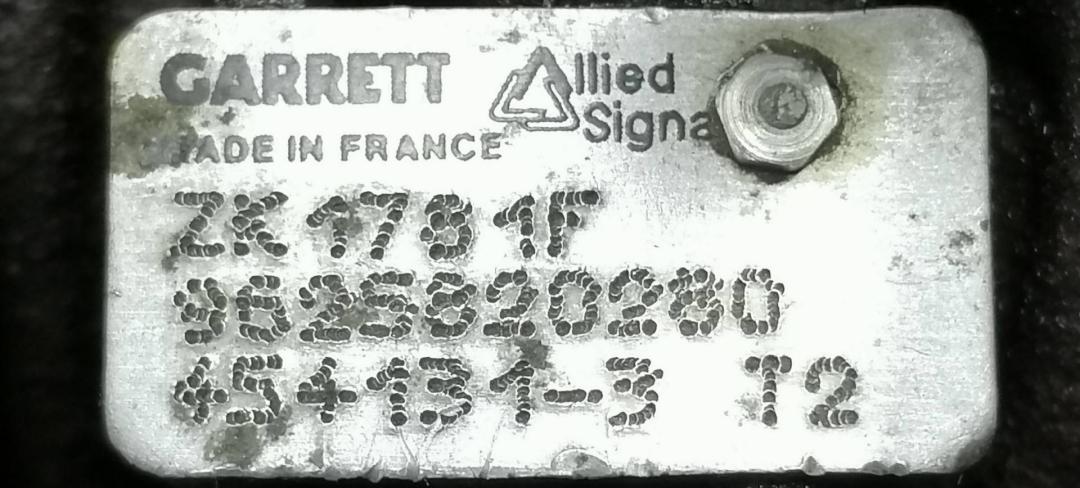 GARRETT Allied
Signa
MADE IN FRANCE
ZK1781F
9625820280
454131-3 T2